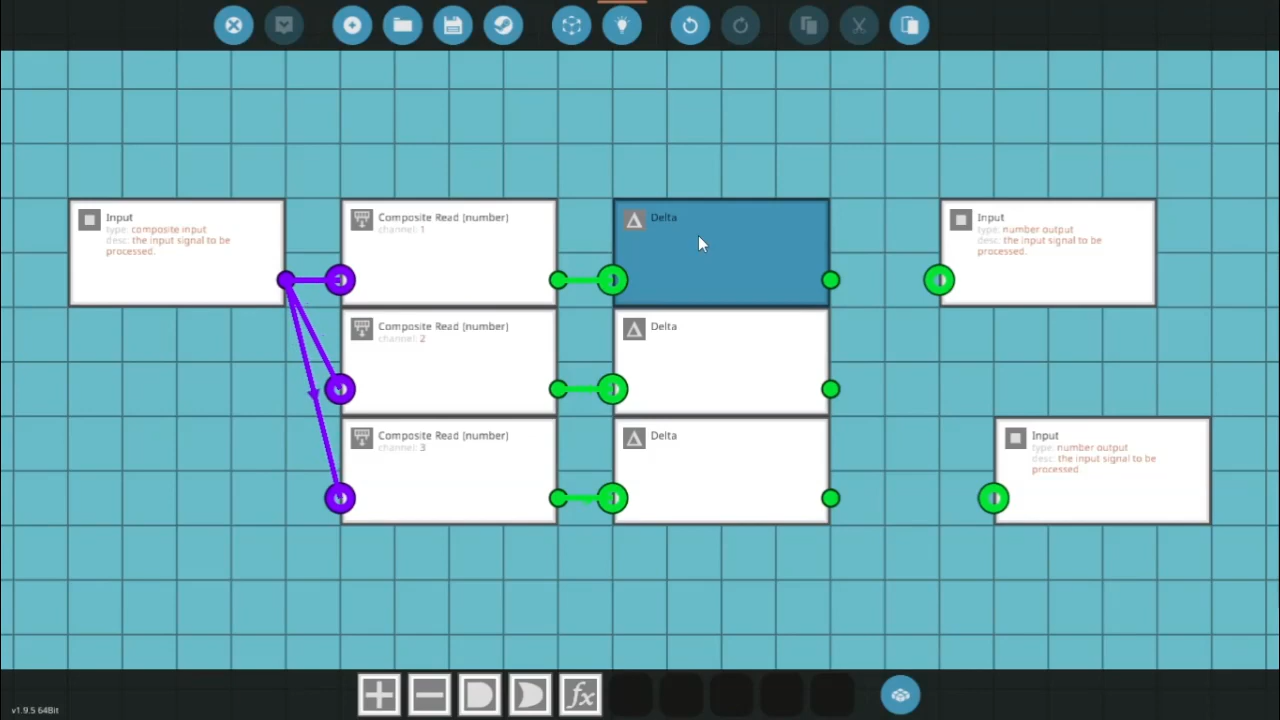 Input
type: composite input
desc: the input signal to be
processed.
Composite Read (number)
channel: 1
Delta
Input
type: number output
desc: the input signal to be
processed.
Composite Read (number)
channel: 2
Delta
Composite Read (number)
channel: 3
Delta
Input
type: number output
desc: the input signal to be
processed.
fx
v1.9.5 64Bit